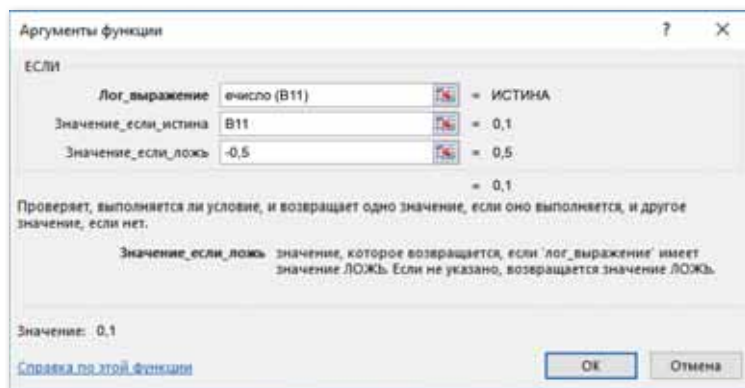 Аргументы функции ? ×
ЕСЛИ
Лог_выражение ечисло (B11) = ИСТИНА
Значение_если_истина B11 = 0,1
Значение_если_ложь -0,5 = 0,5
= 0,1
Проверяет, выполняется ли условие, и возвращает одно значение, если оно выполняется, и другое
значение, если нет.
Значение_если_ложь значение, которое возвращается, если 'лог_выражение' имеет
значение ЛОЖЬ. Если не указано, возвращается значение ЛОЖЬ.
Значение: 0,1
Справка по этой функции ОК Отмена